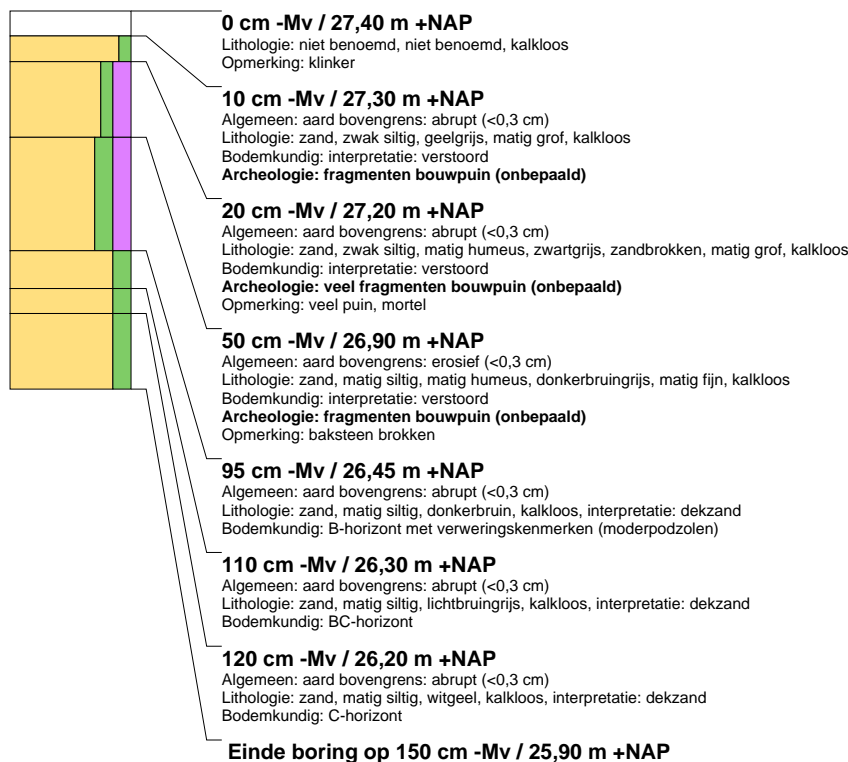 0 cm -Mv / 27,40 m +NAP
Lithologie: niet benoemd, niet benoemd, kalkloos
Opmerking: klinker
10 cm -Mv / 27,30 m +NAP
Algemeen: aard bovengrens: abrupt (<0,3 cm)
Lithologie: zand, zwak siltig, geelgrijs, matig grof, kalkloos
Bodemkundig: interpretatie: verstoord
Archeologie: fragmenten bouwpuin (onbepaald)
20 cm -Mv / 27,20 m +NAP
Algemeen: aard bovengrens: abrupt (<0,3 cm)
Lithologie: zand, zwak siltig, matig humeus, zwartgrijs, zandbrokken, matig grof, kalkloos
Bodemkundig: interpretatie: verstoord
Archeologie: veel fragmenten bouwpuin (onbepaald)
Opmerking: veel puin, mortel
50 cm -Mv / 26,90 m +NAP
Algemeen: aard bovengrens: erosief (<0,3 cm)
Lithologie: zand, matig siltig, matig humeus, donkerbruingrijs, matig fijn, kalkloos
Bodemkundig: interpretatie: verstoord
Archeologie: fragmenten bouwpuin (onbepaald)
Opmerking: baksteen brokken
95 cm -Mv / 26,45 m +NAP
Algemeen: aard bovengrens: abrupt (<0,3 cm)
Lithologie: zand, matig siltig, donkerbruin, kalkloos, interpretatie: dekzand
Bodemkundig: B-horizont met verweringskenmerken (moderpodzolen)
110 cm -Mv / 26,30 m +NAP
Algemeen: aard bovengrens: abrupt (<0,3 cm)
Lithologie: zand, matig siltig, lichtbruingrijs, kalkloos, interpretatie: dekzand
Bodemkundig: BC-horizont
120 cm -Mv / 26,20 m +NAP
Algemeen: aard bovengrens: abrupt (<0,3 cm)
Lithologie: zand, matig siltig, witgeel, kalkloos, interpretatie: dekzand
Bodemkundig: C-horizont
Einde boring op 150 cm -Mv / 25,90 m +NAP